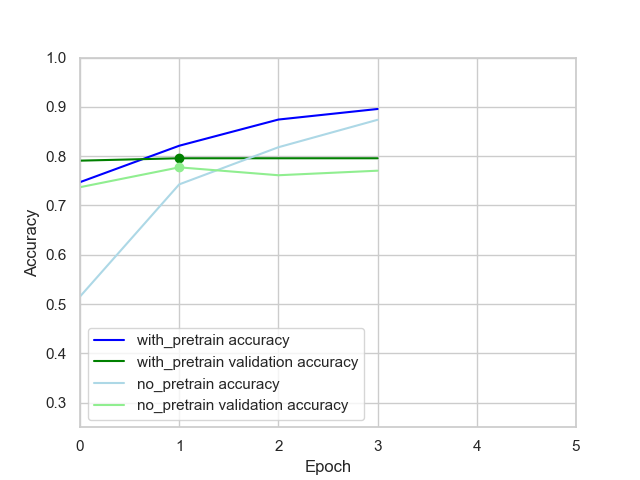 1.0
0.9
0.8
0.7
0.6
0.5
0.4
0.3
Accuracy
with_pretrain accuracy
with_pretrain validation accuracy
no_pretrain accuracy
no_pretrain validation accuracy
0 1 2 3 4 5
Epoch